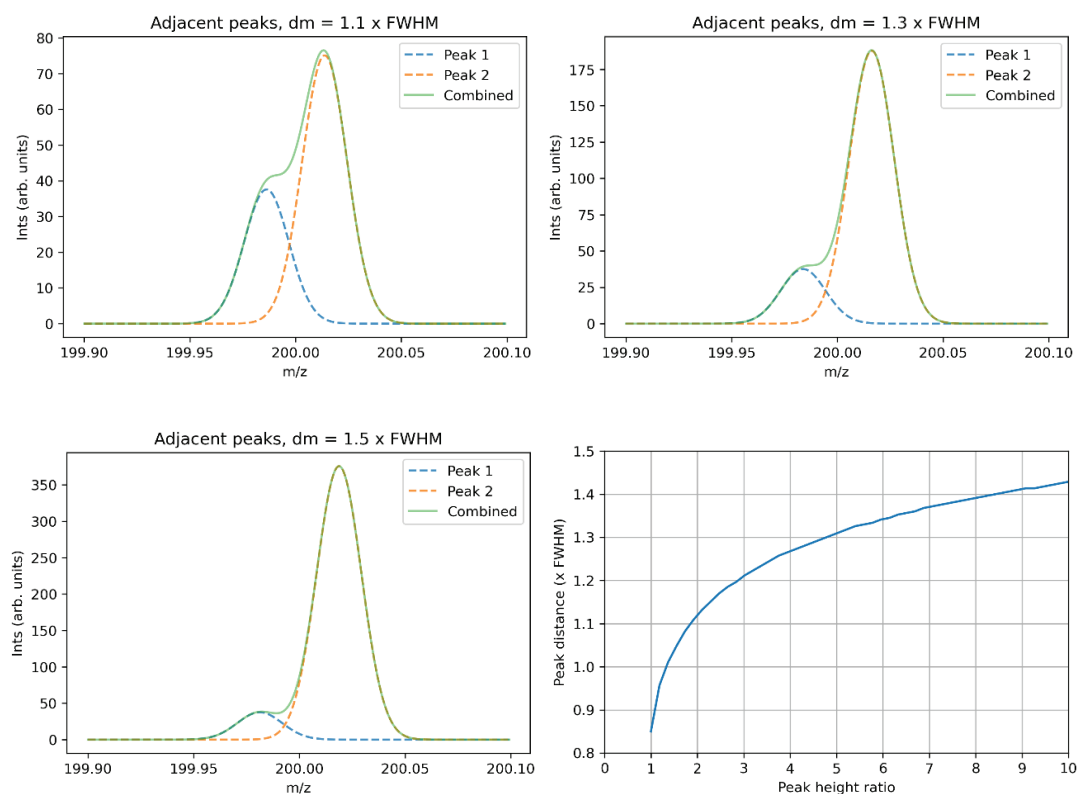 Adjacent peaks, dm = 1.1 x FWHM
80
70
60
50
40
30
20
10
0
Ints (arb. units)
Peak 1
Peak 2
Combined
199.90 199.95 200.00 200.05 200.10
m/z
Adjacent peaks, dm = 1.3 x FWHM
175
150
125
100
75
50
25
0
Ints (arb. units)
Peak 1
Peak 2
Combined
199.90 199.95 200.00 200.05 200.10
m/z
Adjacent peaks, dm = 1.5 x FWHM
350
300
250
200
150
100
50
0
Ints (arb. units)
Peak 1
Peak 2
Combined
199.90 199.95 200.00 200.05 200.10
m/z
1.5
1.4
1.3
1.2
1.1
1.0
0.9
0.8
Peak distance (x FWHM)
0 1 2 3 4 5 6 7 8 9 10
Peak height ratio